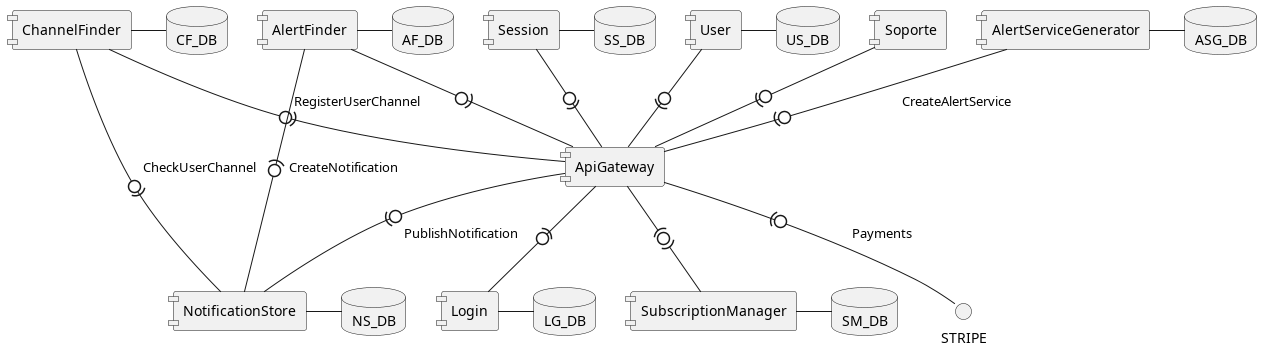 ChannelFinder
CF_DB
AlertFinder
AF_DB
Session
SS_DB
User
US_DB
Soporte
AlertServiceGenerator
ASG_DB
RegisterUserChannel
CreateAlertService
CheckUserChannel
CreateNotification
ApiGateway
PublishNotification
Payments
NotificationStore
NS_DB
Login
LG_DB
SubscriptionManager
SM_DB
STRIPE